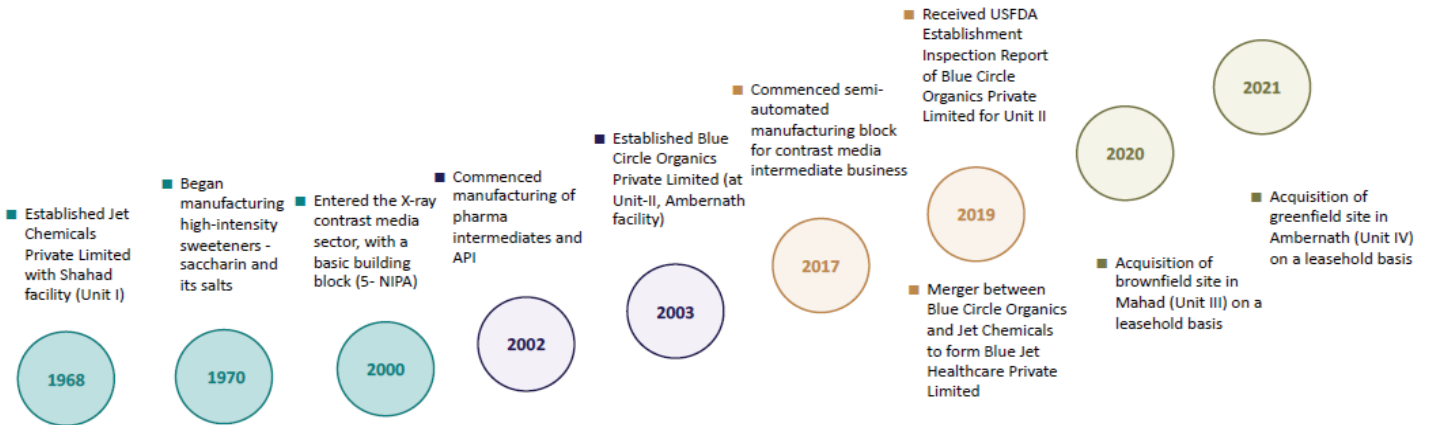 Established Jet
Chemicals
Private Limited
with Shahad
facility (Unit I)
1968
Began
manufacturing
high-intensity
sweeteners -
saccharin and
its salts
1970
Entered the X-ray
contrast media
sector, with a
basic building
block (5- NIPA)
2000
Commenced
manufacturing of
pharma
intermediates and
API
2002
Established Blue
Circle Organics
Private Limited (at
Unit-II, Ambernath
facility)
2003
Commenced semi-
automated
manufacturing block
for contrast media
intermediate business
2017
Received USFDA
Establishment
Inspection Report
of Blue Circle
Organics Private
Limited for Unit II
2019
Merger between
Blue Circle Organics
and Jet Chemicals
to form Blue Jet
Healthcare Private
Limited
2020
Acquisition of
brownfield site in
Mahad (Unit III) on a
leasehold basis
2021
Acquisition of
greenfield site in
Ambernath (Unit IV)
on a leasehold basis